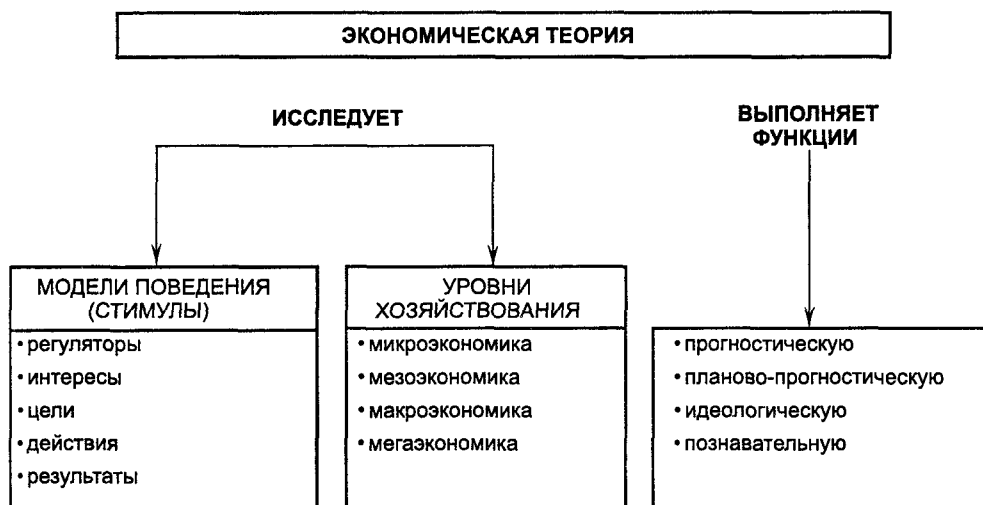 ЭКОНОМИЧЕСКАЯ ТЕОРИЯ
ИССЛЕДУЕТ
ВЫПОЛНЯЕТ
ФУНКЦИИ
МОДЕЛИ ПОВЕДЕНИЯ
(СТИМУЛЫ)
• регуляторы
• интересы
• цели
• действия
• результаты
УРОВНИ
ХОЗЯЙСТВОВАНИЯ
• микроэкономика
• мезоэкономика
• макроэкономика
• мегаэкономика
• прогностическую
• планово-прогностическую
• идеологическую
• познавательную